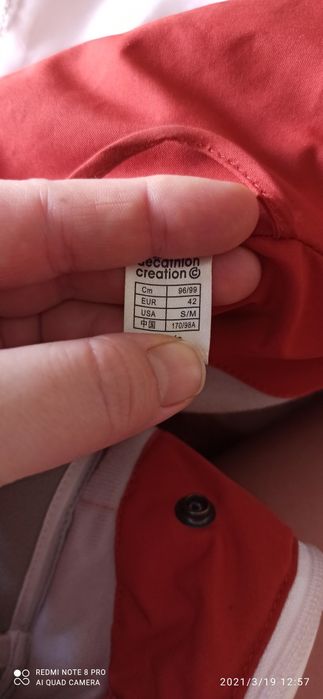 decathlon
creation ©
Cm 96/99
EUR 42
USA S/M
中国 170/98A
REDMI NOTE 8 PRO
AI QUAD CAMERA
2021/3/19 12:57